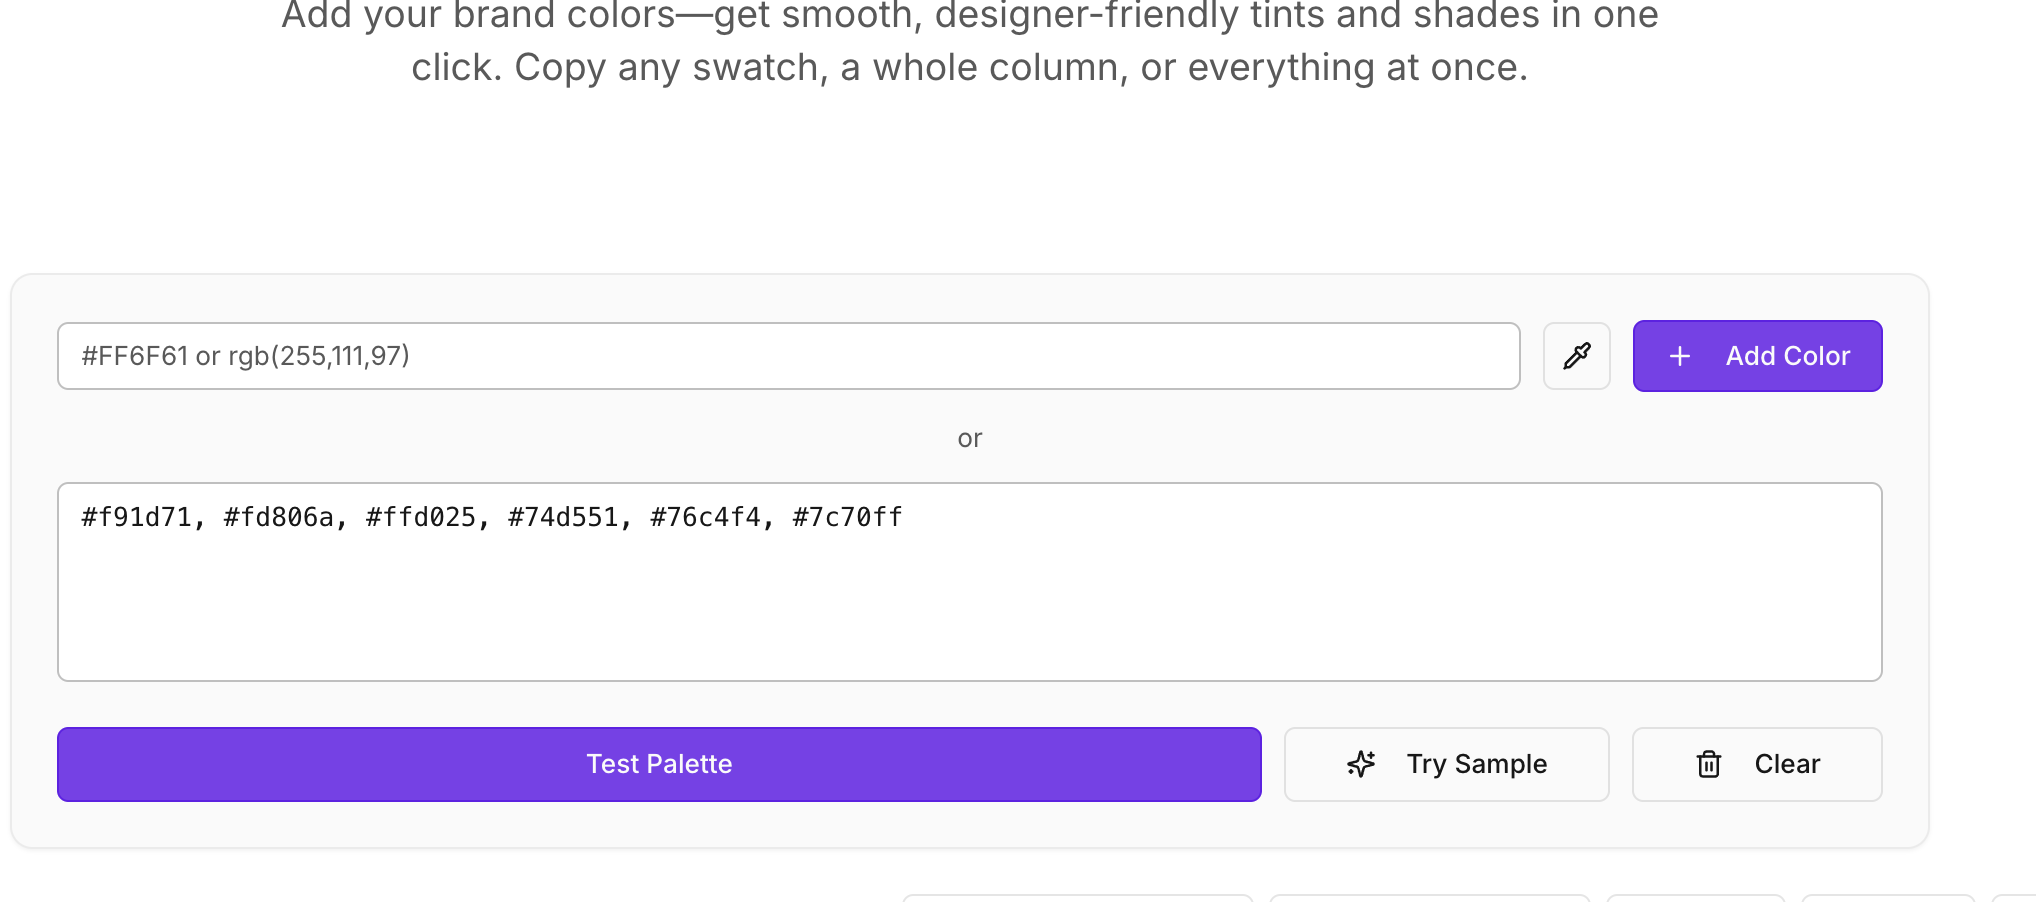 Add your brand colors—get smooth, designer-friendly tints and shades in one
click. Copy any swatch, a whole column, or everything at once.
#FF6F61 or rgb(255,111,97)
Add Color
or
#f91d71, #fd806a, #ffd025, #74d551, #76c4f4, #7c70ff
Test Palette
Try Sample
Clear